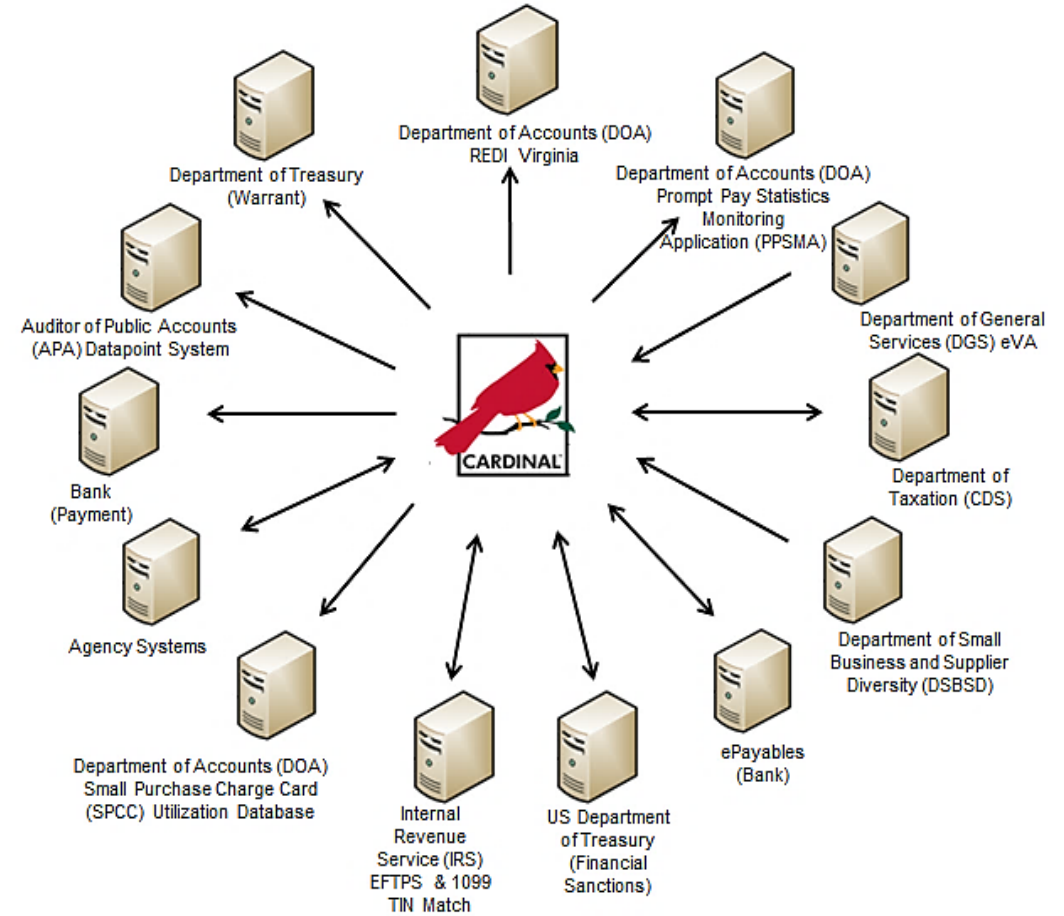 Department of Accounts (DOA)
REDI Virginia
Department of Treasury
(Warrant)
Department of Accounts (DOA)
Prompt Pay Statistics
Monitoring
Application (PPSMA)
Auditor of Public Accounts
(APA) Datapoint System
Department of General
Services (DGS) eVA
CARDINAL
Bank
(Payment)
Department of
Taxation (CDS)
Agency Systems
Department of Small
Business and Supplier
Diversity (DSBSD)
Department of Accounts (DOA)
Small Purchase Charge Card
(SPCC) Utilization Database
Internal
Revenue
Service (IRS)
EFTPS & 1099
TIN Match
US Department
of Treasury
(Financial
Sanctions)
ePayables
(Bank)